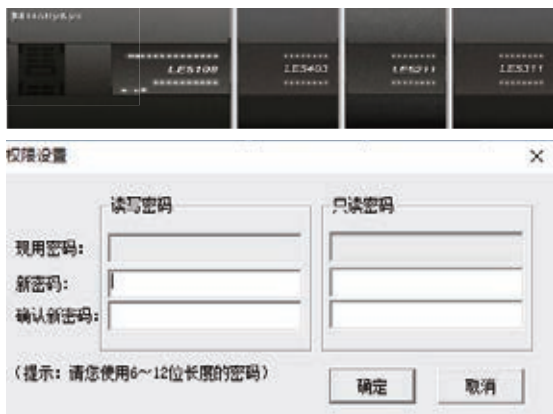 LE5108
LE5403
LE5211
LE5311
权限设置
×
读写密码
只读密码
现用密码:
新密码:
确认新密码:
(提示: 请您使用6~12位长度的密码)
确定
取消